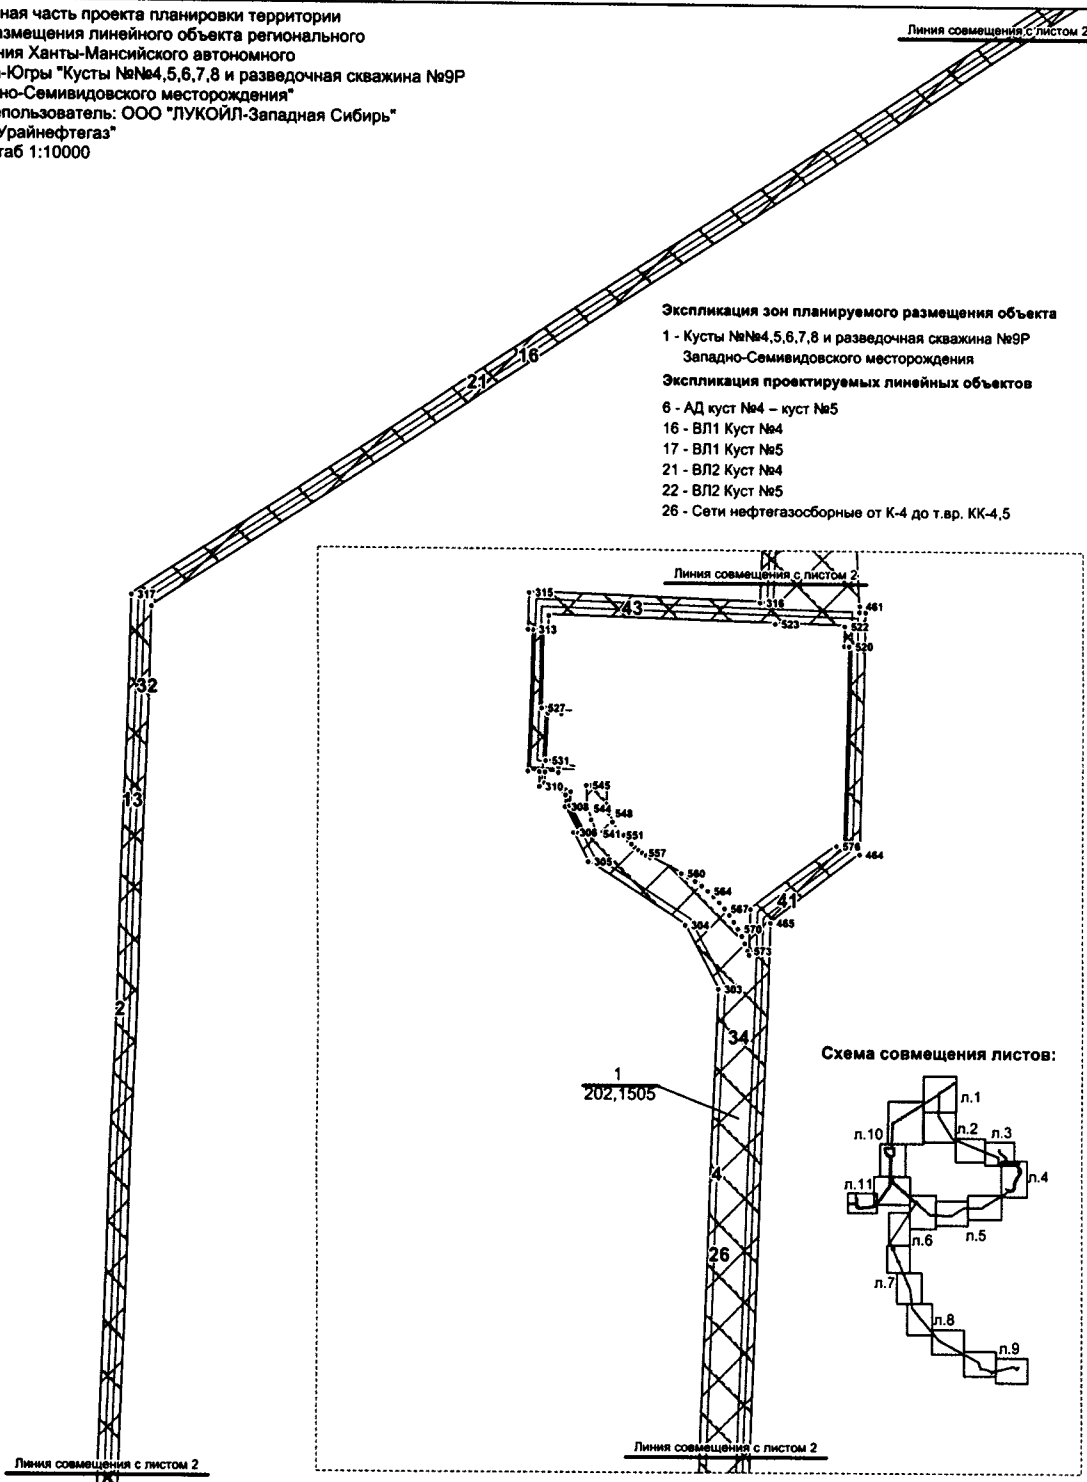 ная часть проекта планировки территории
азмещения линейного объекта регионального
ния Ханты-Мансийского автономного
-Югры "Кусты №№4,5,6,7,8 и разведочная скважина №9Р
но-Семивидовского месторождения"
пользователь: ООО "ЛУКОЙЛ-Западная Сибирь"
Урайнефтегаз"
таб 1:10000
Линия совмещения с листом 2
16
21
Экспликация зон планируемого размещения объекта
1 - Кусты №№4,5,6,7,8 и разведочная скважина №9Р
Западно-Семивидовского месторождения
Экспликация проектируемых линейных объектов
6 - АД куст №4 – куст №5
16 - ВЛ1 Куст №4
17 - ВЛ1 Куст №5
21 - ВЛ2 Куст №4
22 - ВЛ2 Куст №5
26 - Сети нефтегазосборные от К-4 до т.вр. КК-4,5
317
32
13
2
Линия совмещения с листом 2
Линия совмещения с листом 2
315
43
316
461
313
523
522
520
527
531
310
545
308
544
548
306
541
551
305
557
576
464
560
564
567
41
304
570
465
573
303
34
1
202,1505
4
26
Линия совмещения с листом 2
Схема совмещения листов:
л.1
л.2
л.3
л.10
л.4
л.11
л.6
л.5
л.7
л.8
л.9